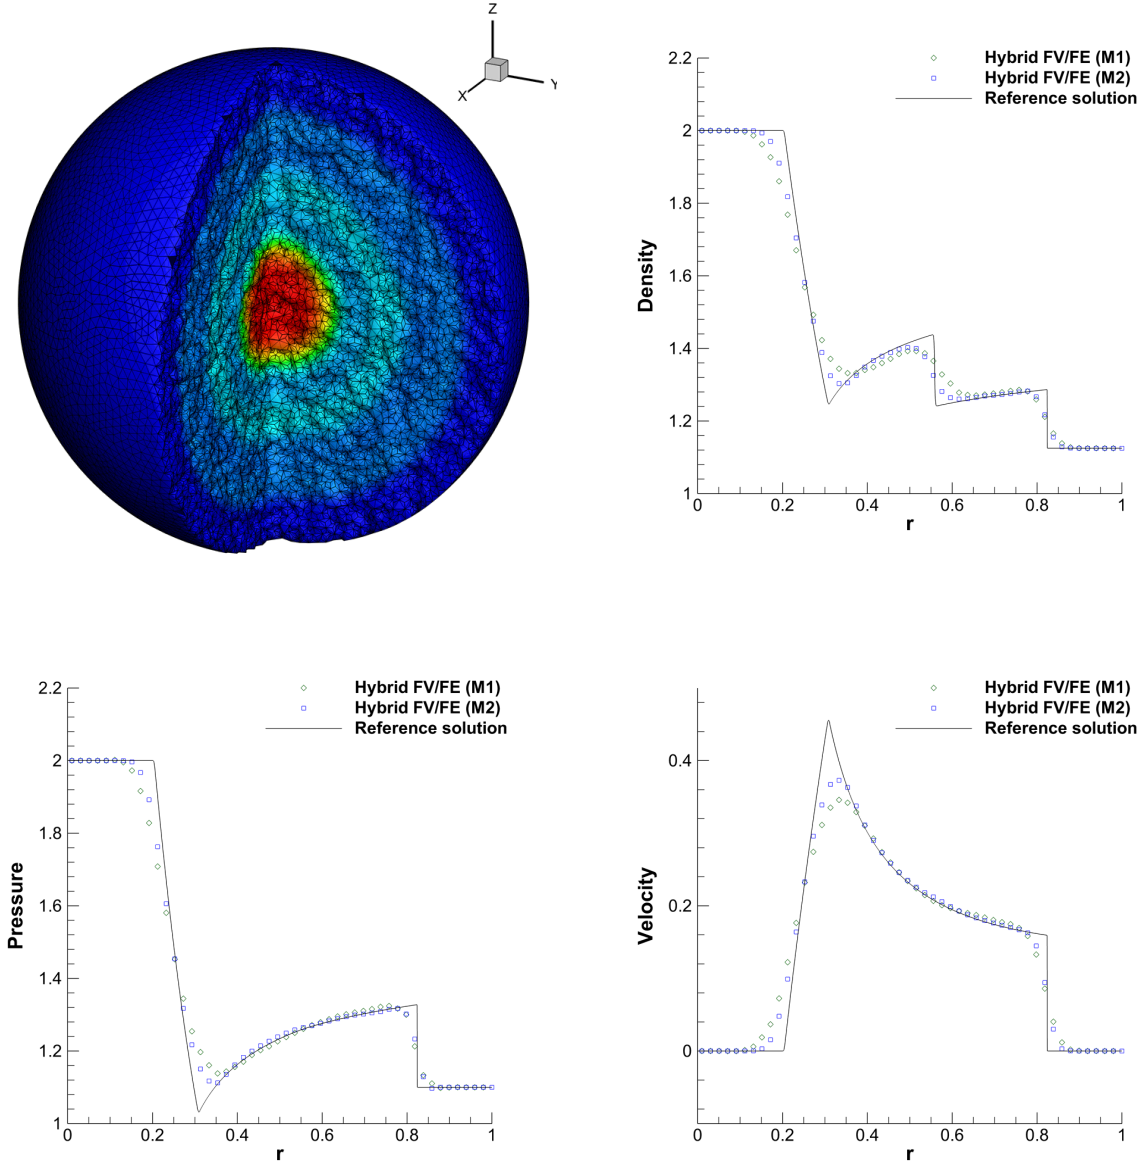 Z
X
Y
Hybrid FV/FE (M1)
Hybrid FV/FE (M2)
Reference solution
2.2
2
1.8
1.6
1.4
1.2
1
Density
0 0.2 0.4 0.6 0.8 1
r
Hybrid FV/FE (M1)
Hybrid FV/FE (M2)
Reference solution
2.2
2
1.8
1.6
1.4
1.2
1
Pressure
0 0.2 0.4 0.6 0.8 1
r
Hybrid FV/FE (M1)
Hybrid FV/FE (M2)
Reference solution
0.4
0.2
0
Velocity
0 0.2 0.4 0.6 0.8 1
r